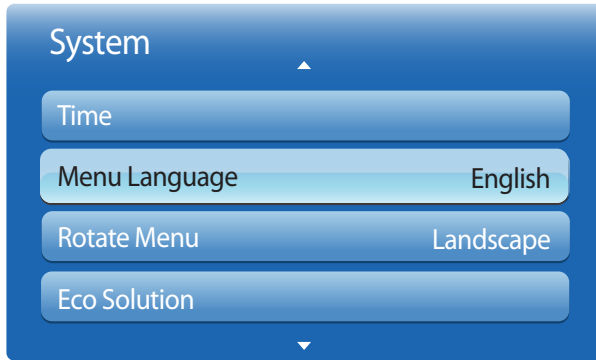 System
Time
Menu Language English
Rotate Menu Landscape
Eco Solution